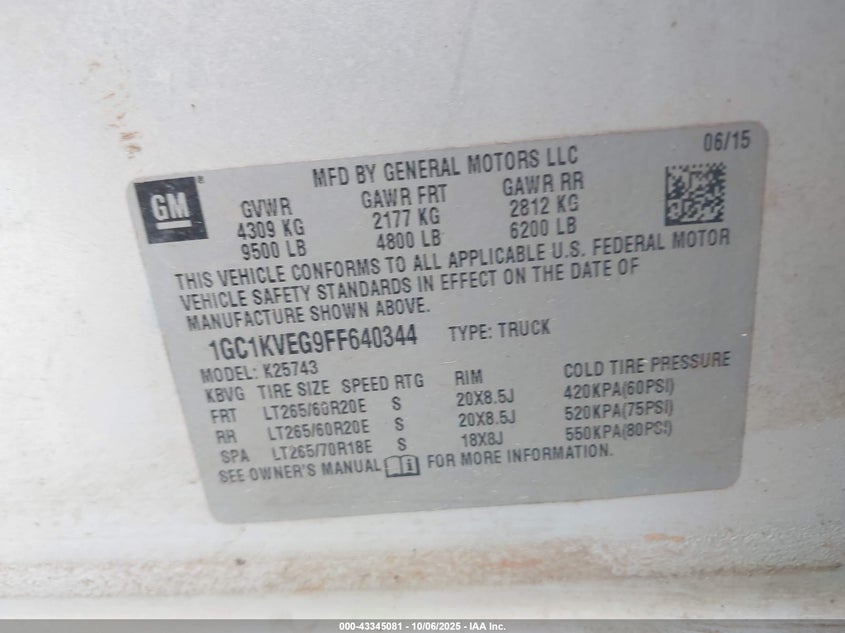 06/15
MFD BY GENERAL MOTORS LLC
GM®
GVWR GAWR FRT GAWR RR
4309 KG 2177 KG 2812 KG
9500 LB 4800 LB 6200 LB
THIS VEHICLE CONFORMS TO ALL APPLICABLE U.S. FEDERAL MOTOR
VEHICLE SAFETY STANDARDS IN EFFECT ON THE DATE OF
MANUFACTURE SHOWN ABOVE.
1GC1KVEG9FF640344 TYPE: TRUCK
MODEL: K25743
KBVG TIRE SIZE SPEED RTG RIM COLD TIRE PRESSURE
FRT LT265/60R20E S 20X8.5J 420KPA(60PSI)
RR LT265/60R20E S 20X8.5J 520KPA(75PSI)
SPA LT265/70R18E S 18X8J 550KPA(80PSI)
SEE OWNER'S MANUAL i FOR MORE INFORMATION.
000-43345081 - 10/06/2025 - IAA Inc.